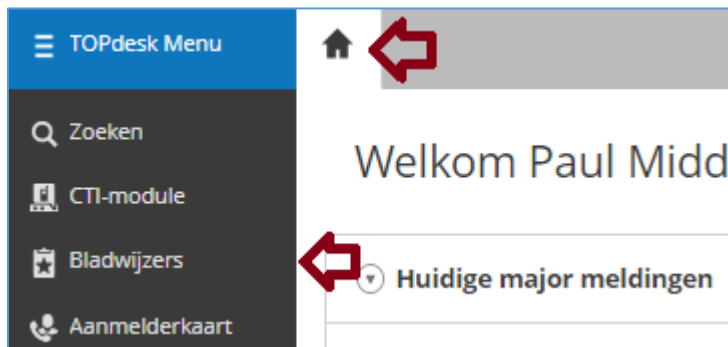 TOPdesk Menu
Zoeken
CTI-module
Bladwijzers
Aanmelderkaart
Welkom Paul Midd
Huidige major meldingen